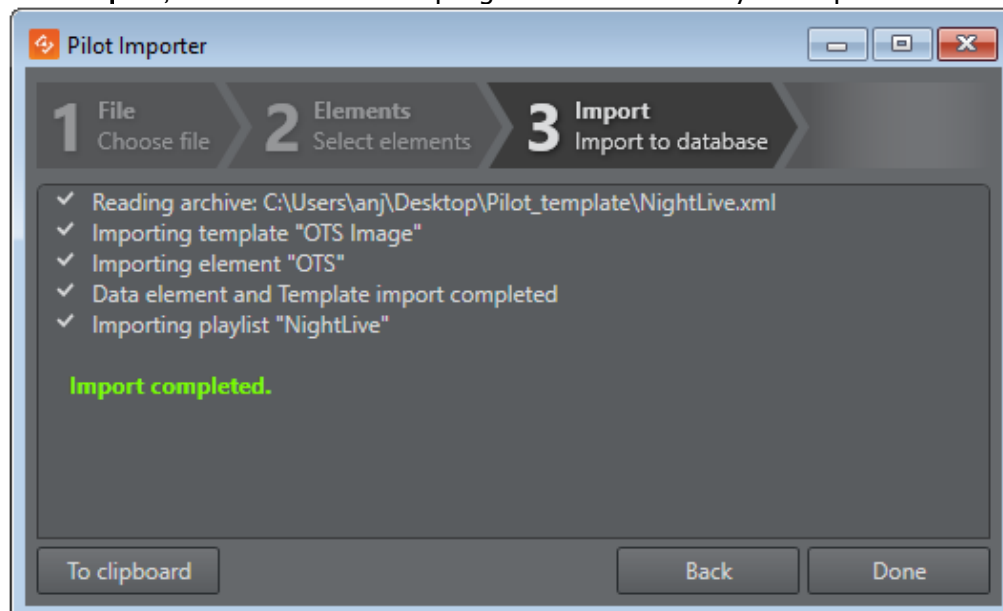 Pilot Importer
1 File
Choose file
2 Elements
Select elements
3 Import
Import to database
Reading archive: C:\Users\anj\Desktop\Pilot_template\NightLive.xml
Importing template "OTS Image"
Importing element "OTS"
Data element and Template import completed
Importing playlist "NightLive"
Import completed.
To clipboard
Back
Done